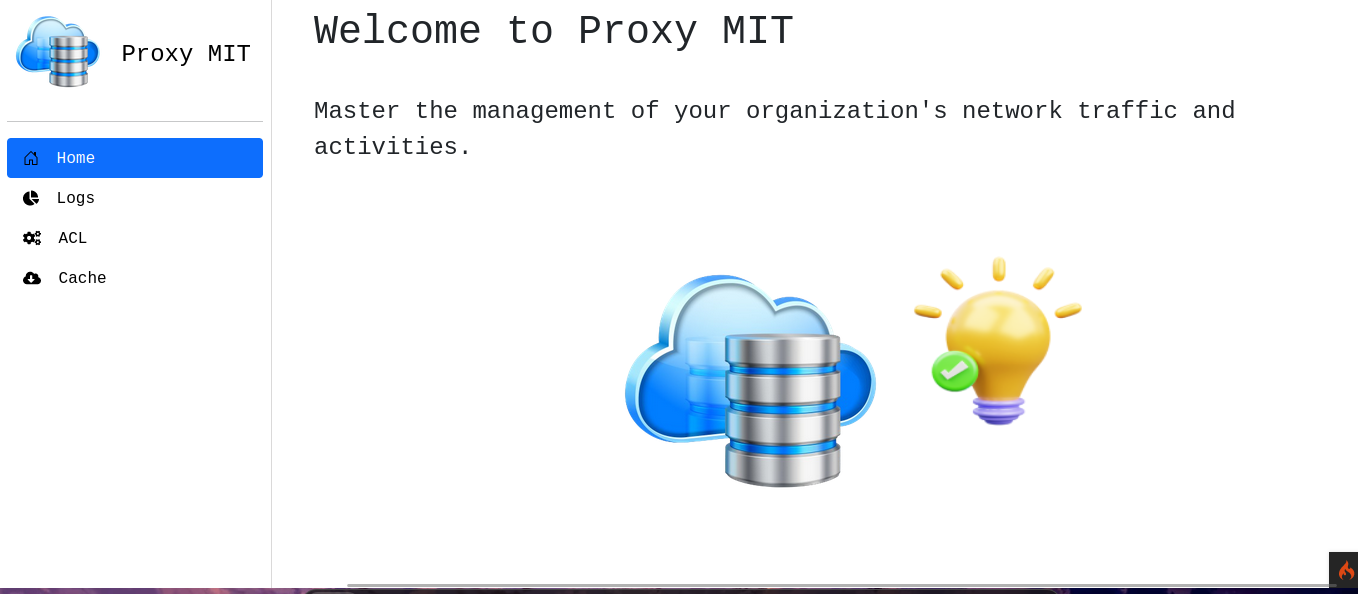 Proxy MIT
Home
Logs
ACL
Cache
Welcome to Proxy MIT
Master the management of your organization's network traffic and
activities.